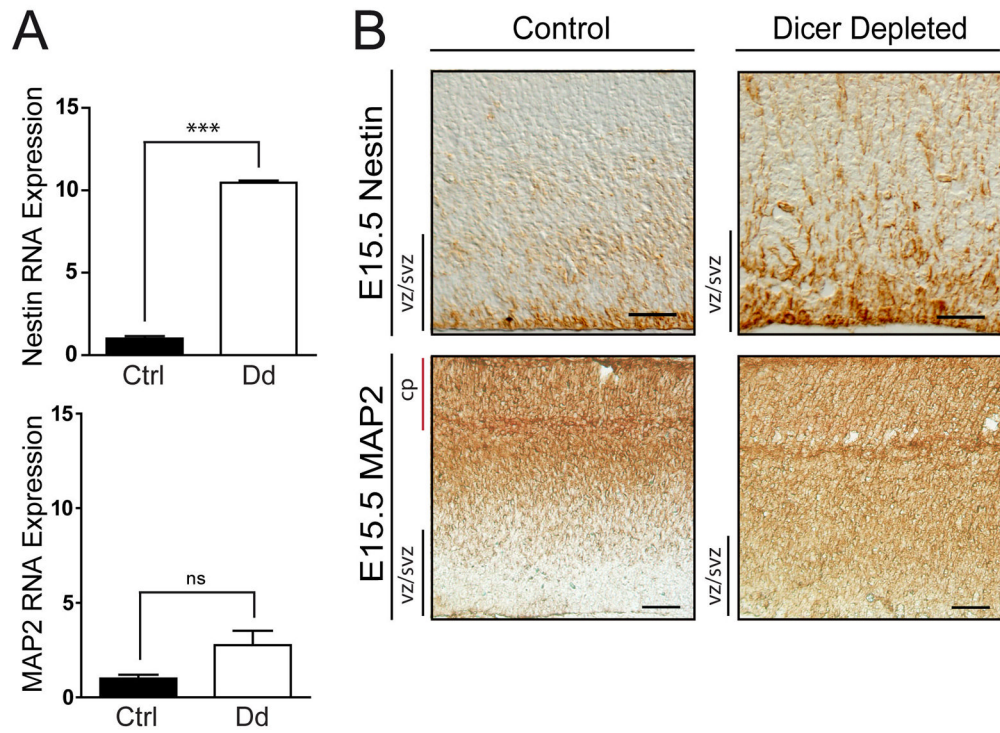 A
Nestin RNA Expression
15
10
5
0
***
Ctrl
Dd
MAP2 RNA Expression
15
10
5
0
ns
Ctrl
Dd
B
Control
Dicer Depleted
E15.5 Nestin
vz/svz
vz/svz
E15.5 MAP2
cp
vz/svz
vz/svz